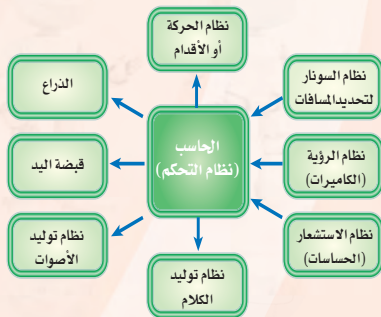 نظام الحركة
أو الأقدام
نظام السونار
لتحديد المسافات
الذراع
الحاسب
(نظام التحكم)
نظام الرؤية
(الكاميرات)
قبضة اليد
نظام الاستشعار
(الحساسات)
نظام توليد
الأصوات
نظام توليد
الكلام